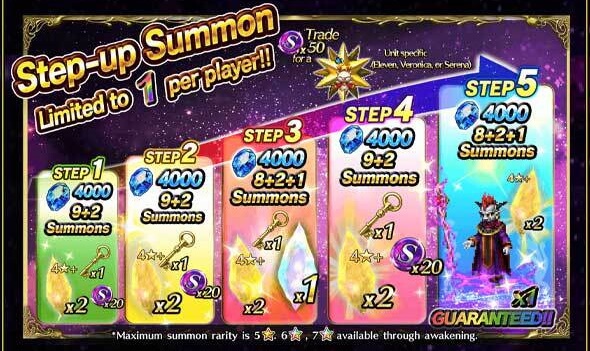 Step-up Summon
Limited to 1 per player!!
S Trade
x50
for a
Unit specific
(Eleven, Veronica, or Serena)
STEP 1
4000
9+2
Summons
4★+
x2
x1
S
x20
STEP 2
4000
9+2
Summons
4★+
x2
x1
S
x20
STEP 3
4000
8+2+1
Summons
4★+
x2
x1
x1
STEP 4
4000
9+2
Summons
4★+
x2
x1
S
x20
STEP 5
4000
8+2+1
Summons
4★+
x2
x1
GUARANTEED!!
*Maximum summon rarity is 5★. 6★, 7★ available through awakening.